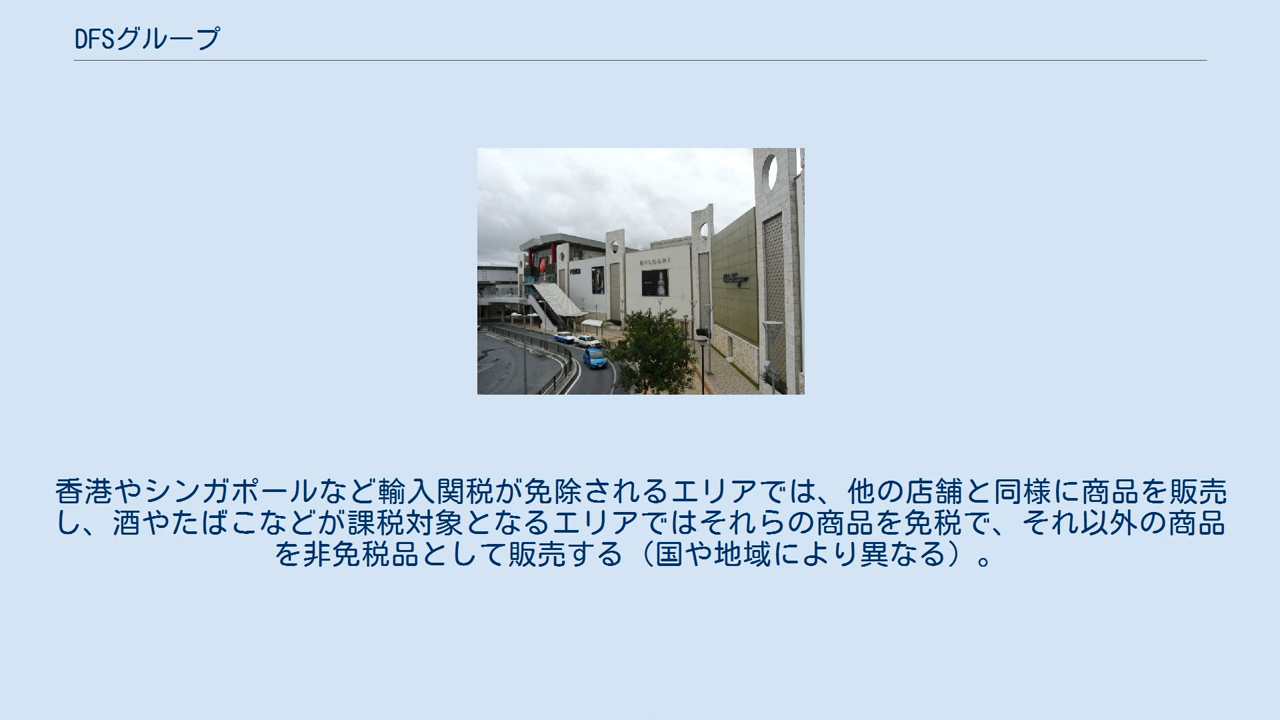 DFSグループ
BVLGARI
香港やシンガポールなど輸入関税が免除されるエリアでは、他の店舗と同様に商品を販売
し、酒やたばこなどが課税対象となるエリアではそれらの商品を免税で、それ以外の商品
を非免税品として販売する（国や地域により異なる）。